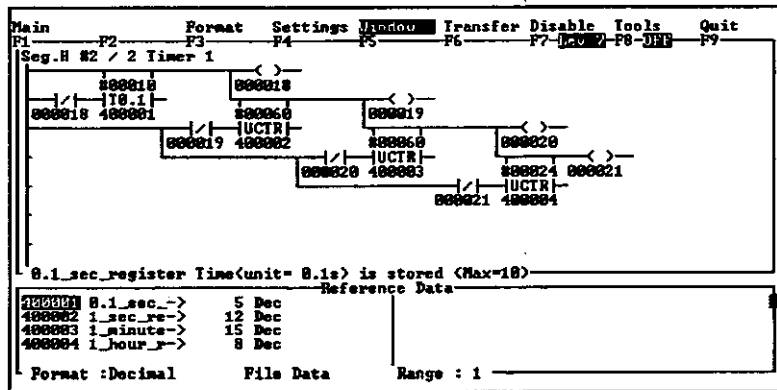 Main Format Settings Window Transfer Disable Tools Quit
F1 F2 F3 F4 F5 F6 F7-Lev 7 F8-OFF F9
Seg.H #2 / 2 Timer 1
#00010 000018
T0.1 #00060 000019
000018 400001 UCTR #00060 000020
000019 400002 UCTR #00024 000021
000020 400003 UCTR
000021 400004
0.1_sec_register Time(unit= 0.1s) is stored (Max=10)
Reference Data
400001 0.1_sec_-> 5 Dec
400002 1_sec_re-> 12 Dec
400003 1_minute-> 15 Dec
400004 1_hour_r-> 8 Dec
Format :Decimal File Data Range : 1